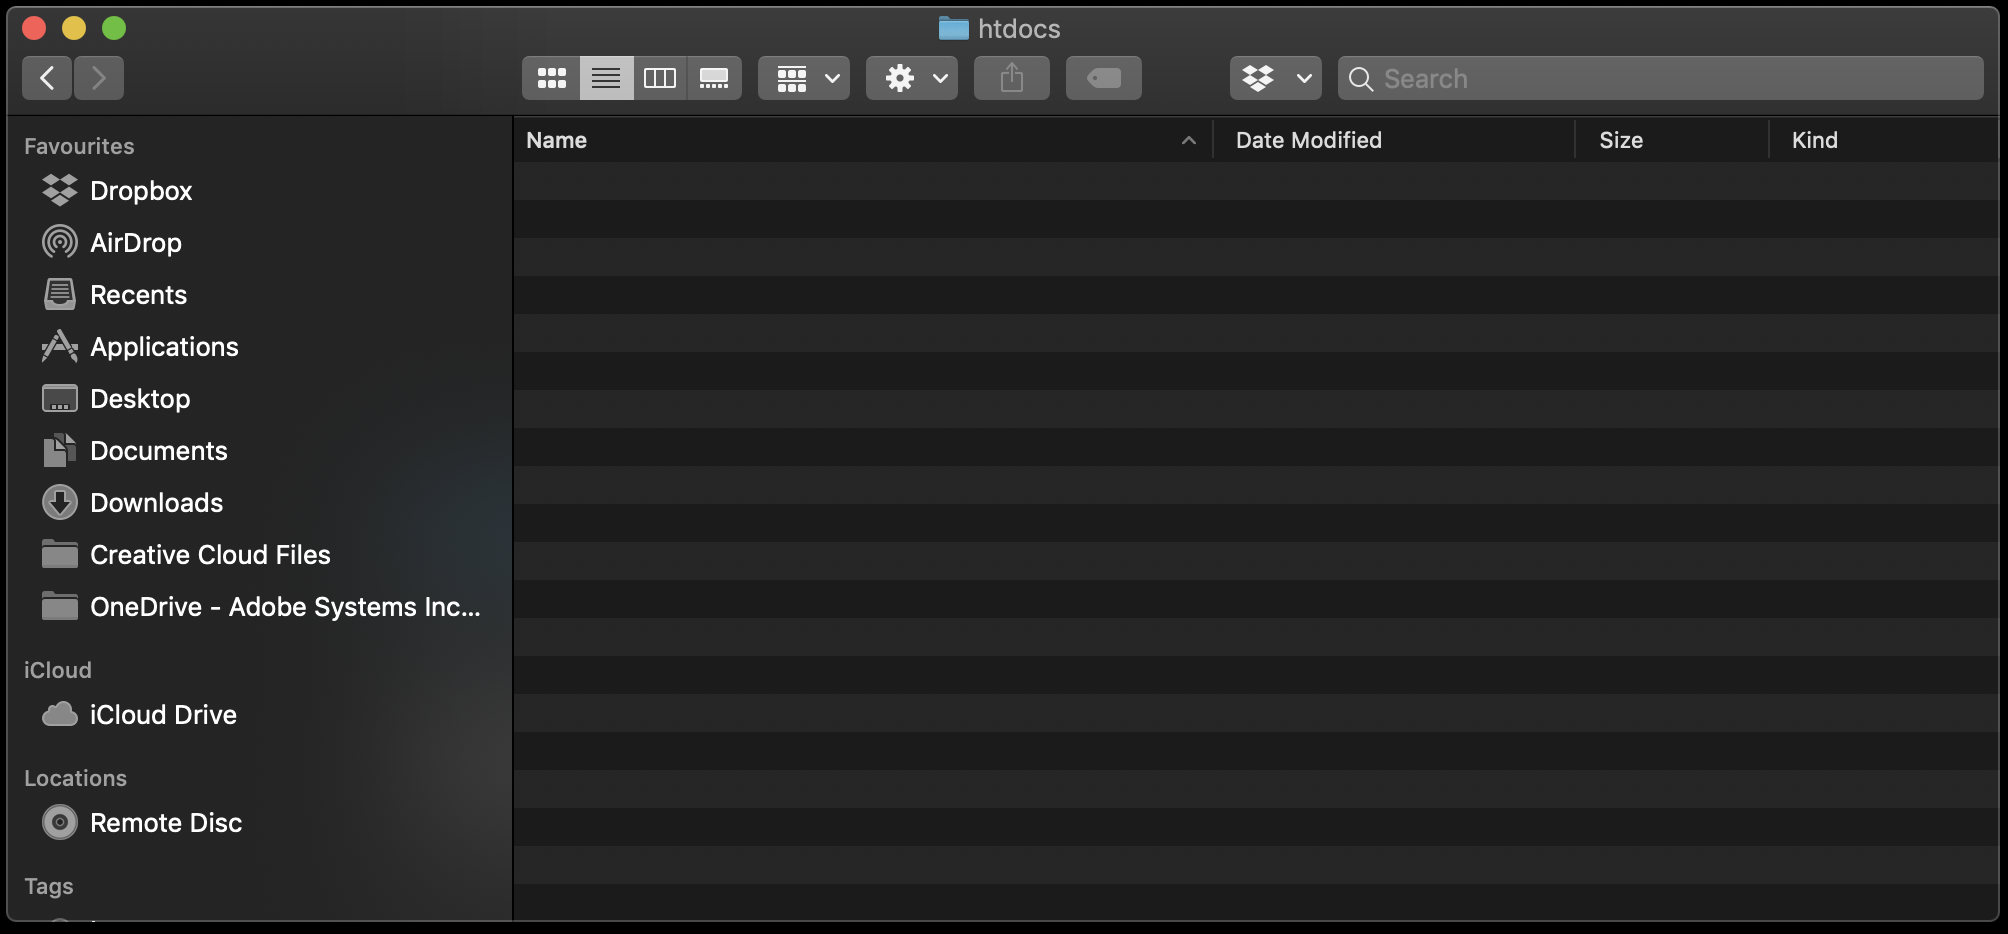 htdocs
Search
Favourites
Dropbox
AirDrop
Recents
Applications
Desktop
Documents
Downloads
Creative Cloud Files
OneDrive - Adobe Systems Inc...
iCloud
iCloud Drive
Locations
Remote Disc
Tags
Name Date Modified Size Kind